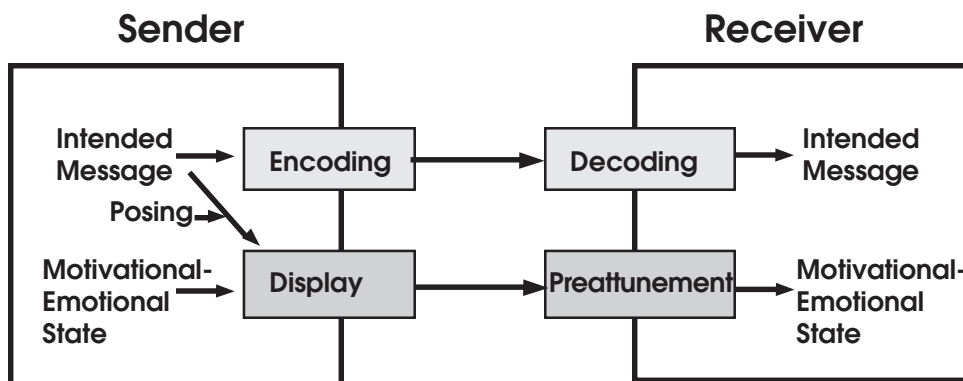 Sender
Receiver
Intended
Message
Encoding
Decoding
Intended
Message
Posing
Motivational-
Emotional
State
Display
Preattunement
Motivational-
Emotional
State